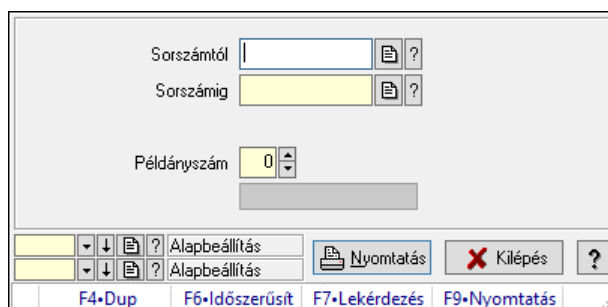 Sorszámtól ?
Sorszámig ?
Példányszám 0
? Alapbeállítás
? Alapbeállítás
Nyomtatás Kilépés ?
F4•Dup F6•Időszerűsít F7•Lekérdezés F9•Nyomtatás